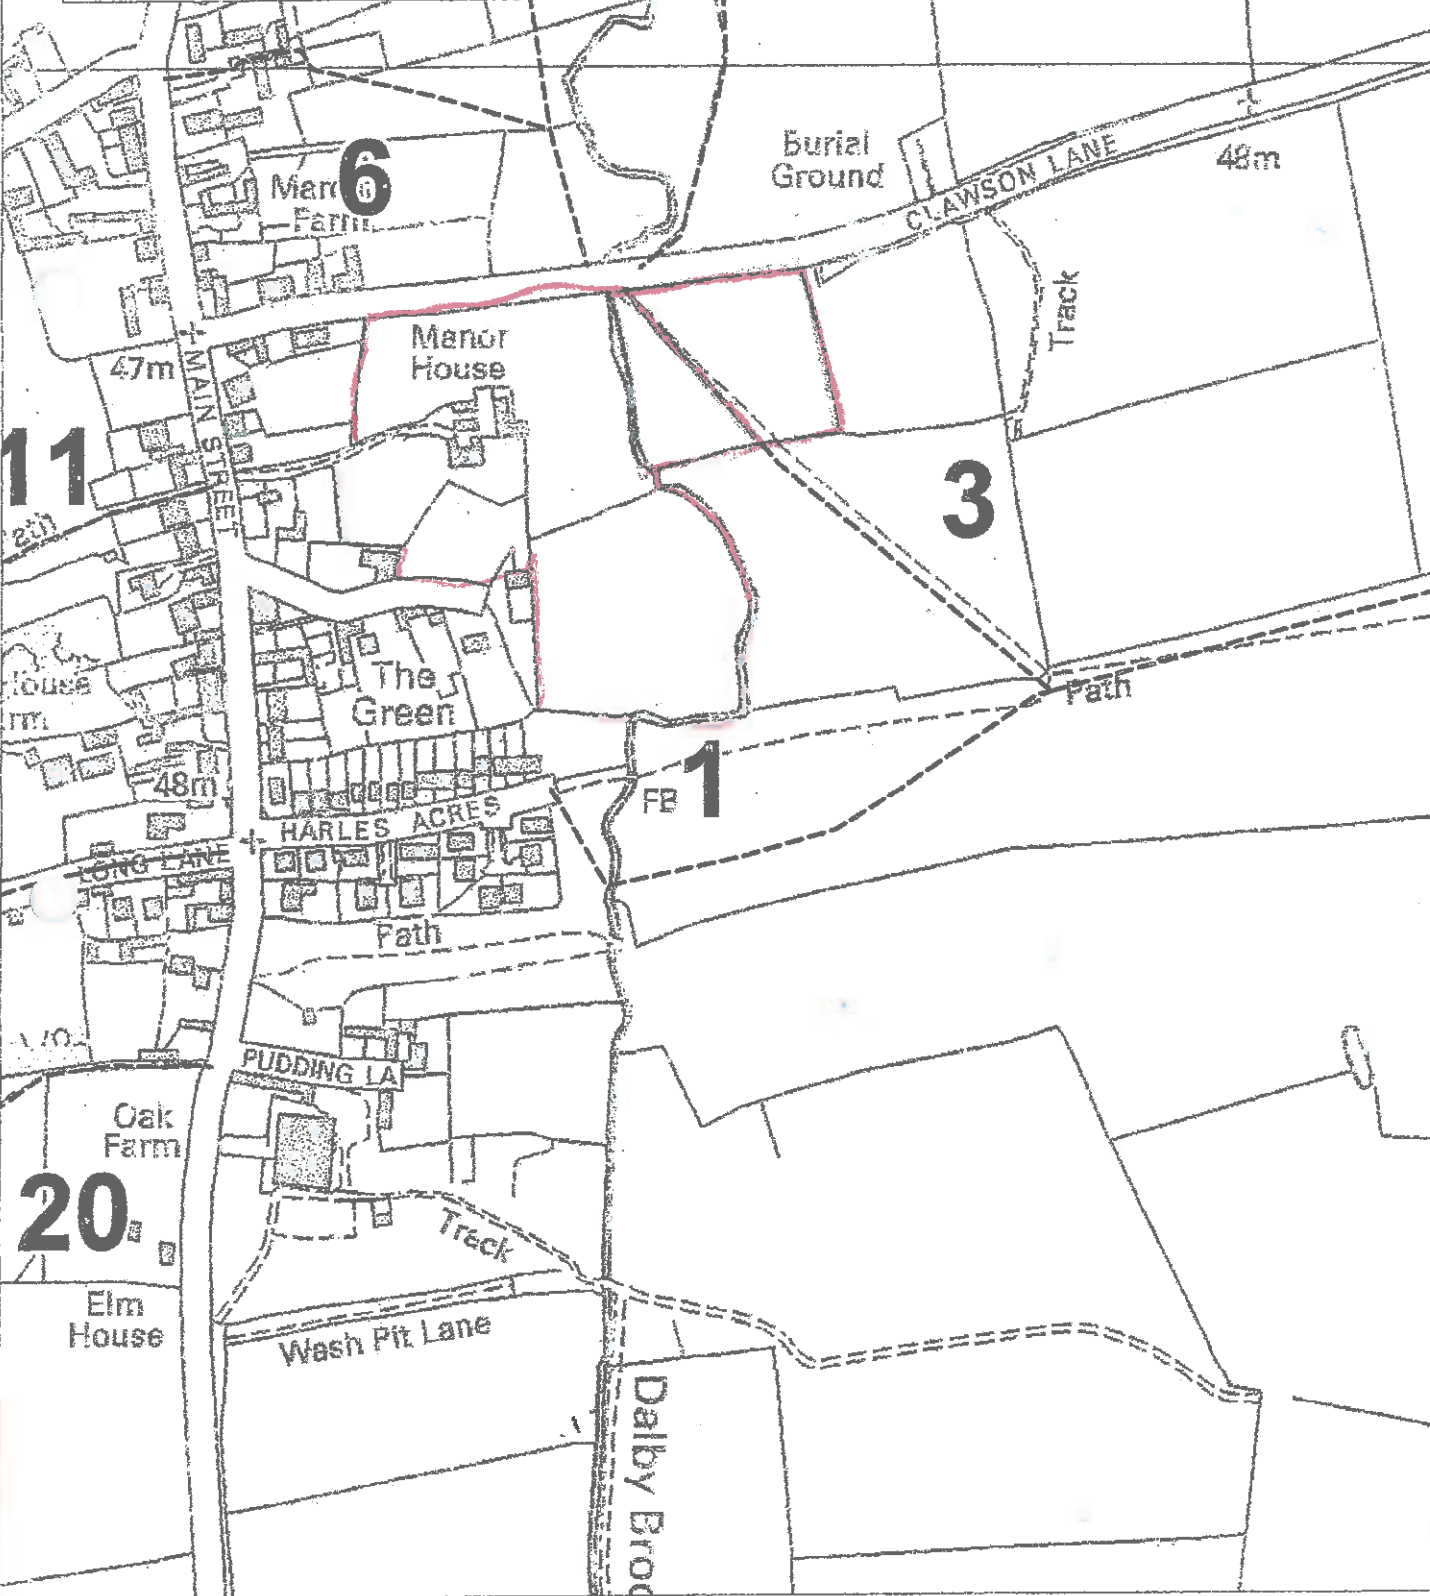 6
Burial
Ground
CLAWSON LANE
48m
Farm
Track
Manor
House
47m
MAIN STREET
11
3
The
Green
Path
48m
1
FB
HARLES ACRES
LONG LANE
Path
PUDDING LA
Oak
Farm
20
Track
Elm
House
Wash Pit Lane
Dalby